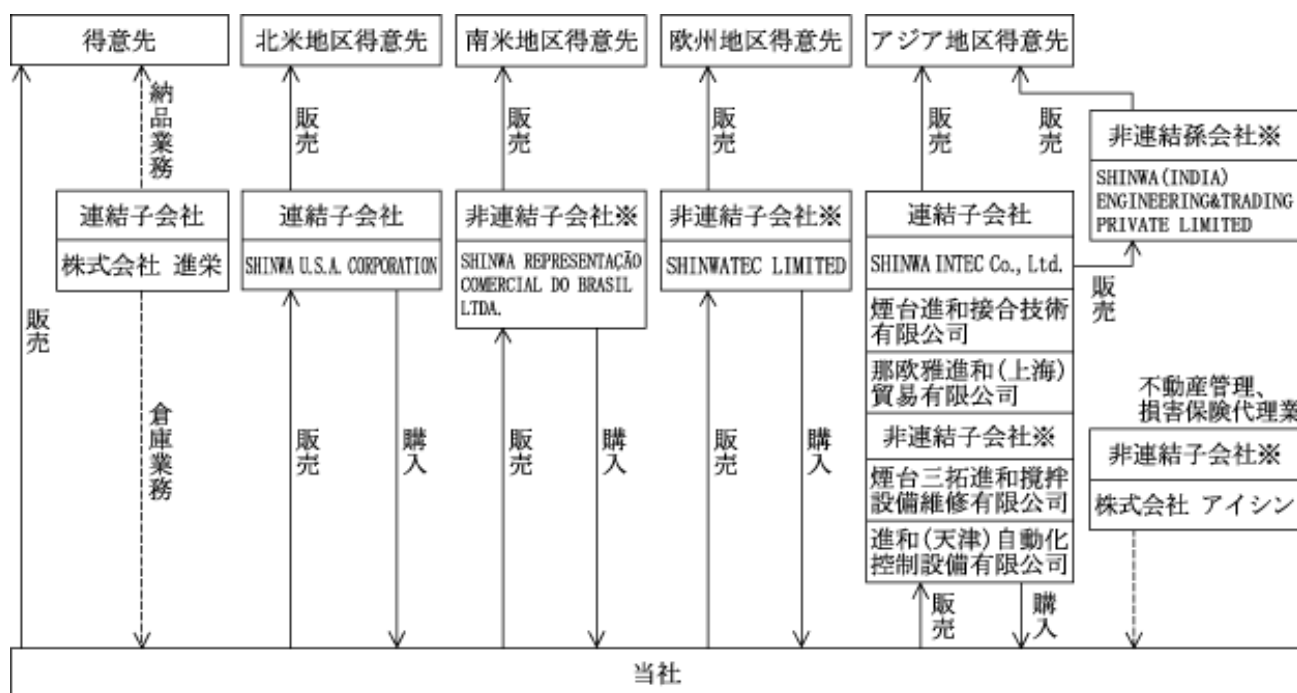 得意先
北米地区得意先
南米地区得意先
欧州地区得意先
アジア地区得意先
納品業務
販売
販売
販売
販売
販売
非連結孫会社※
SHINWA(INDIA)
ENGINEERING&TRADING
PRIVATE LIMITED
連結子会社
株式会社 進栄
連結子会社
SHINWA U.S.A. CORPORATION
非連結子会社※
SHINWA REPRESENTAÇÃO
COMERCIAL DO BRASIL
LTDA.
非連結子会社※
SHINWATEC LIMITED
連結子会社
SHINWA INTEC Co., Ltd.
煙台進和接合技術
有限公司
那欧雅進和(上海)
貿易有限公司
非連結子会社※
煙台三拓進和撹拌
設備維修有限公司
進和(天津)自動化
控制設備有限公司
販売
不動産管理、
損害保険代理業
非連結子会社※
株式会社 アイシン
販売
倉庫業務
販売
購入
販売
購入
販売
購入
販売
購入
当社